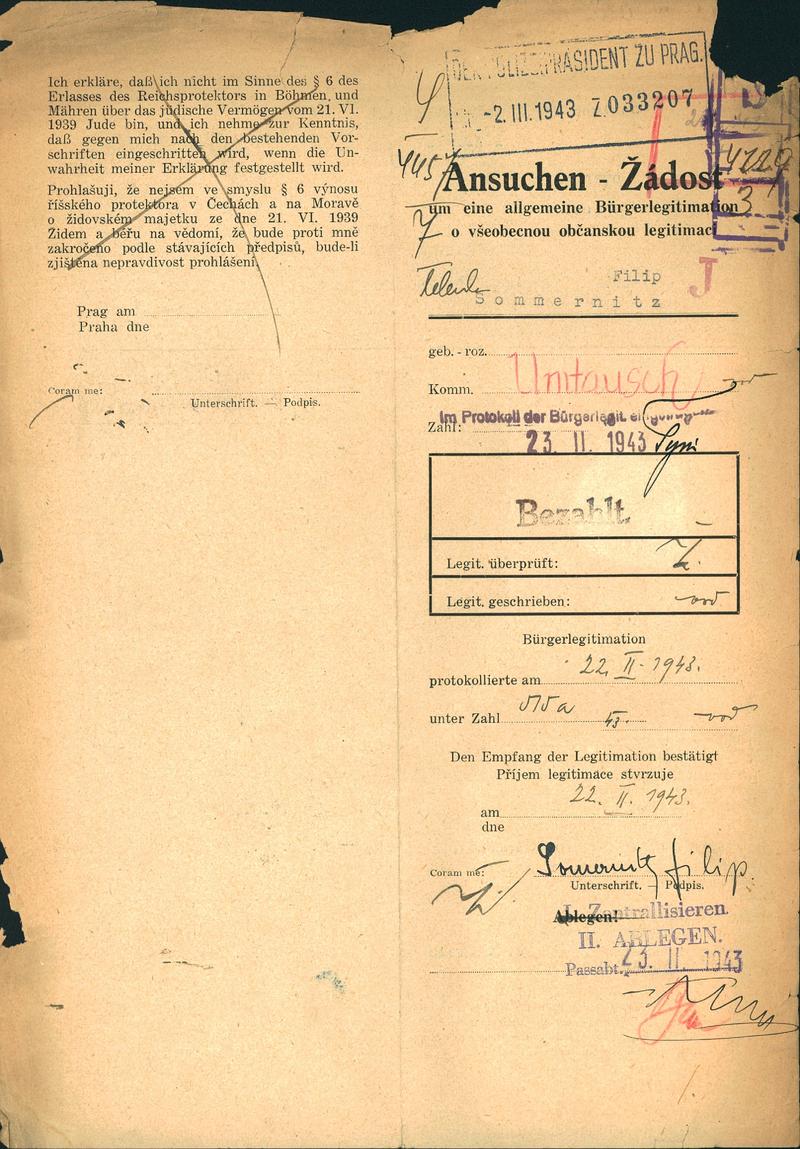 Ich erkläre, daß ich nicht im Sinne des § 6 des
Erlasses des Reichsprotektors in Böhmen, und
Mähren über das jüdische Vermögen vom 21. VI.
1939 Jude bin, und ich nehme zur Kenntnis,
daß gegen mich nach den bestehenden Vor-
schriften eingeschritten wird, wenn die Un-
wahrheit meiner Erklärung festgestellt wird.
Prohlašuji, že nejsem ve smyslu § 6 výnosu
říšského protektora v Čechách a na Moravě
o židovském majetku ze dne 21. VI. 1939
Židem a beru na vědomí, že bude proti mně
zakročeno podle stávajících předpisů, bude-li
zjištěna nepravdivost prohlášení.
Prag am
Praha dne
Coram me:
Unterschrift. — Podpis.
DER POLIZEIPRÄSIDENT ZU PRAG.
-2.III.1943 Z033207
4457
4229
3
Ansuchen - Žádost
um eine allgemeine Bürgerlegitimation
o všeobecnou občanskou legitimac
Filip
J
Sommernitz
geb. - roz.
Umtausch
Komm.
Im Protokoll der Bürgerlegit.
Zahl:
23. II. 1943
Bezahlt.
Legit. überprüft:
Legit. geschrieben:
Bürgerlegitimation
protokollierte am 22. II. 1943.
unter Zahl
43.
Den Empfang der Legitimation bestätigt
Příjem legitimace stvrzuje
am 22. II. 1943.
dne
Coram me:
Somernitz Filip
Unterschrift. — Podpis.
Ablegen!
I. Zentrallisieren.
II. ABLEGEN.
Passabt. 23. II. 1943